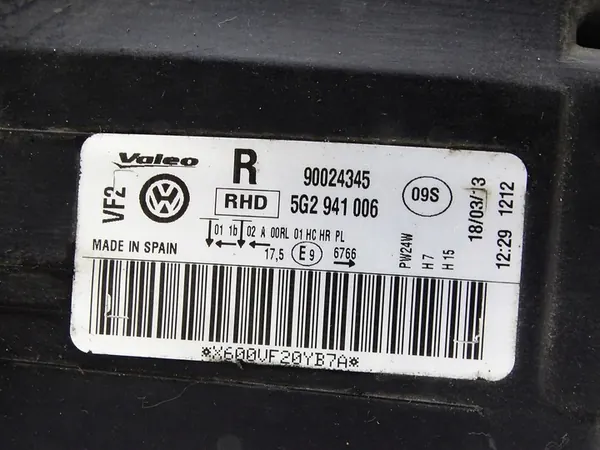 Valeo R 90024345
VF2 RHD 5G2 941 006 09S
01 1b 02 A 00RL 01 HC HR PL
MADE IN SPAIN 17,5 E9 6766
PW24W
H7
H15
18/03/13
12:29 1212
*X600VF20YB7A*